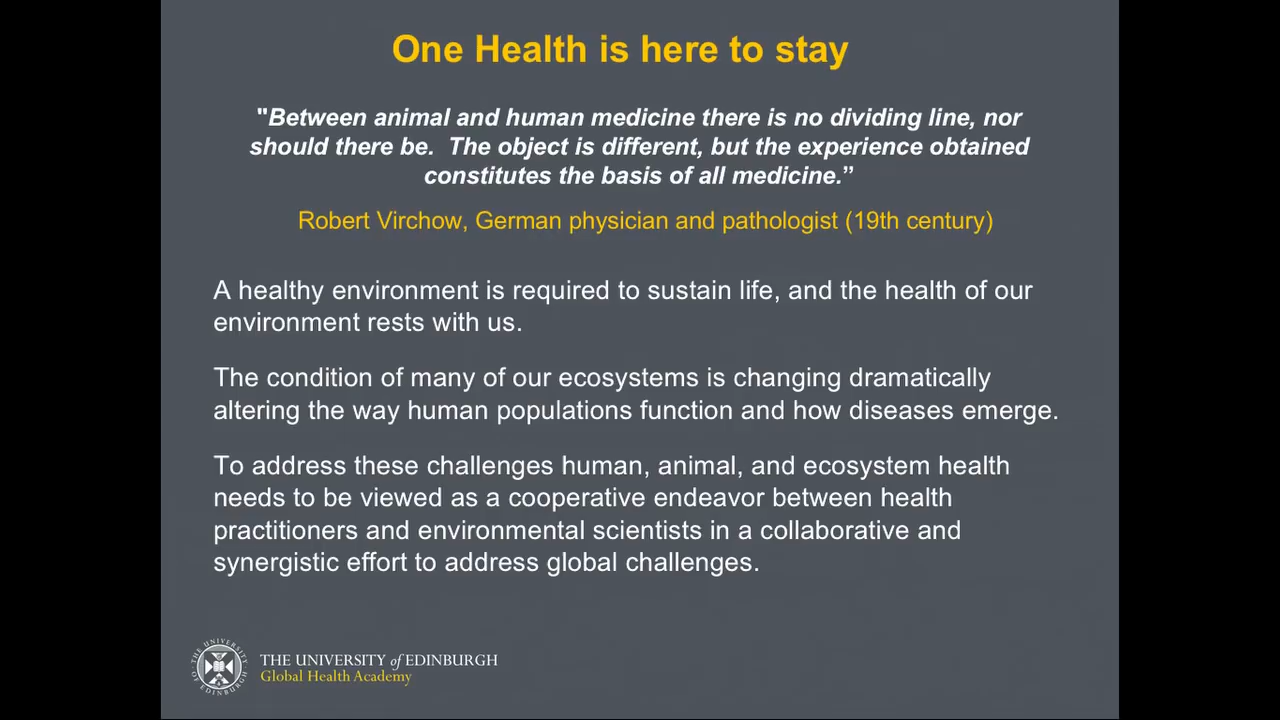 One Health is here to stay
"Between animal and human medicine there is no dividing line, nor
should there be.  The object is different, but the experience obtained
constitutes the basis of all medicine.”
Robert Virchow, German physician and pathologist (19th century)
A healthy environment is required to sustain life, and the health of our
environment rests with us.
The condition of many of our ecosystems is changing dramatically
altering the way human populations function and how diseases emerge.
To address these challenges human, animal, and ecosystem health
needs to be viewed as a cooperative endeavor between health
practitioners and environmental scientists in a collaborative and
synergistic effort to address global challenges.
THE UNIVERSITY OF EDINBURGH
THE UNIVERSITY of EDINBURGH
Global Health Academy